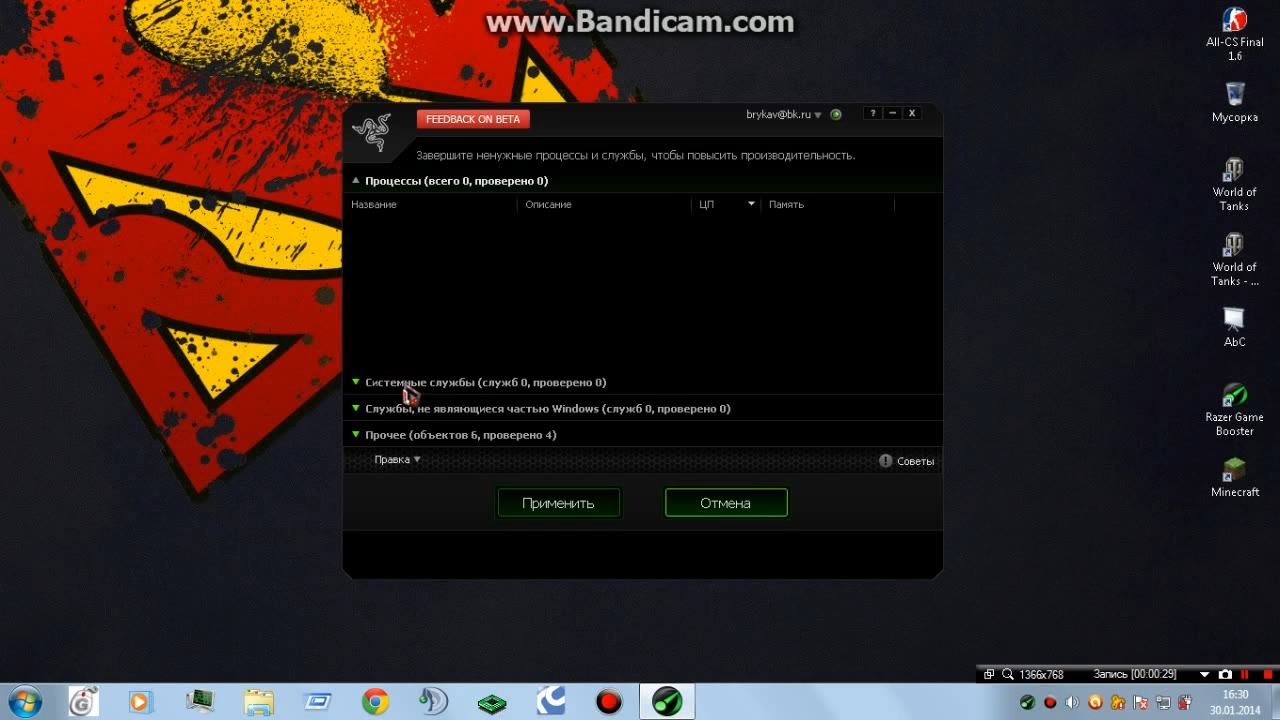 www.Bandicam.com
All-CS Final
1.6
Мусорка
World of
Tanks
World of
Tanks - ...
AbC
Razer Game
Booster
Minecraft
FEEDBACK ON BETA
brykav@bk.ru
? – X
Завершите ненужные процессы и службы, чтобы повысить производительность.
Процессы (всего 0, проверено 0)
Название Описание ЦП Память
Системные службы (служб 0, проверено 0)
Службы, не являющиеся частью Windows (служб 0, проверено 0)
Прочее (объектов 6, проверено 4)
Правка Советы
Применить Отмена
1366x768 Запись [00:00:29]
16:30
30.01.2014